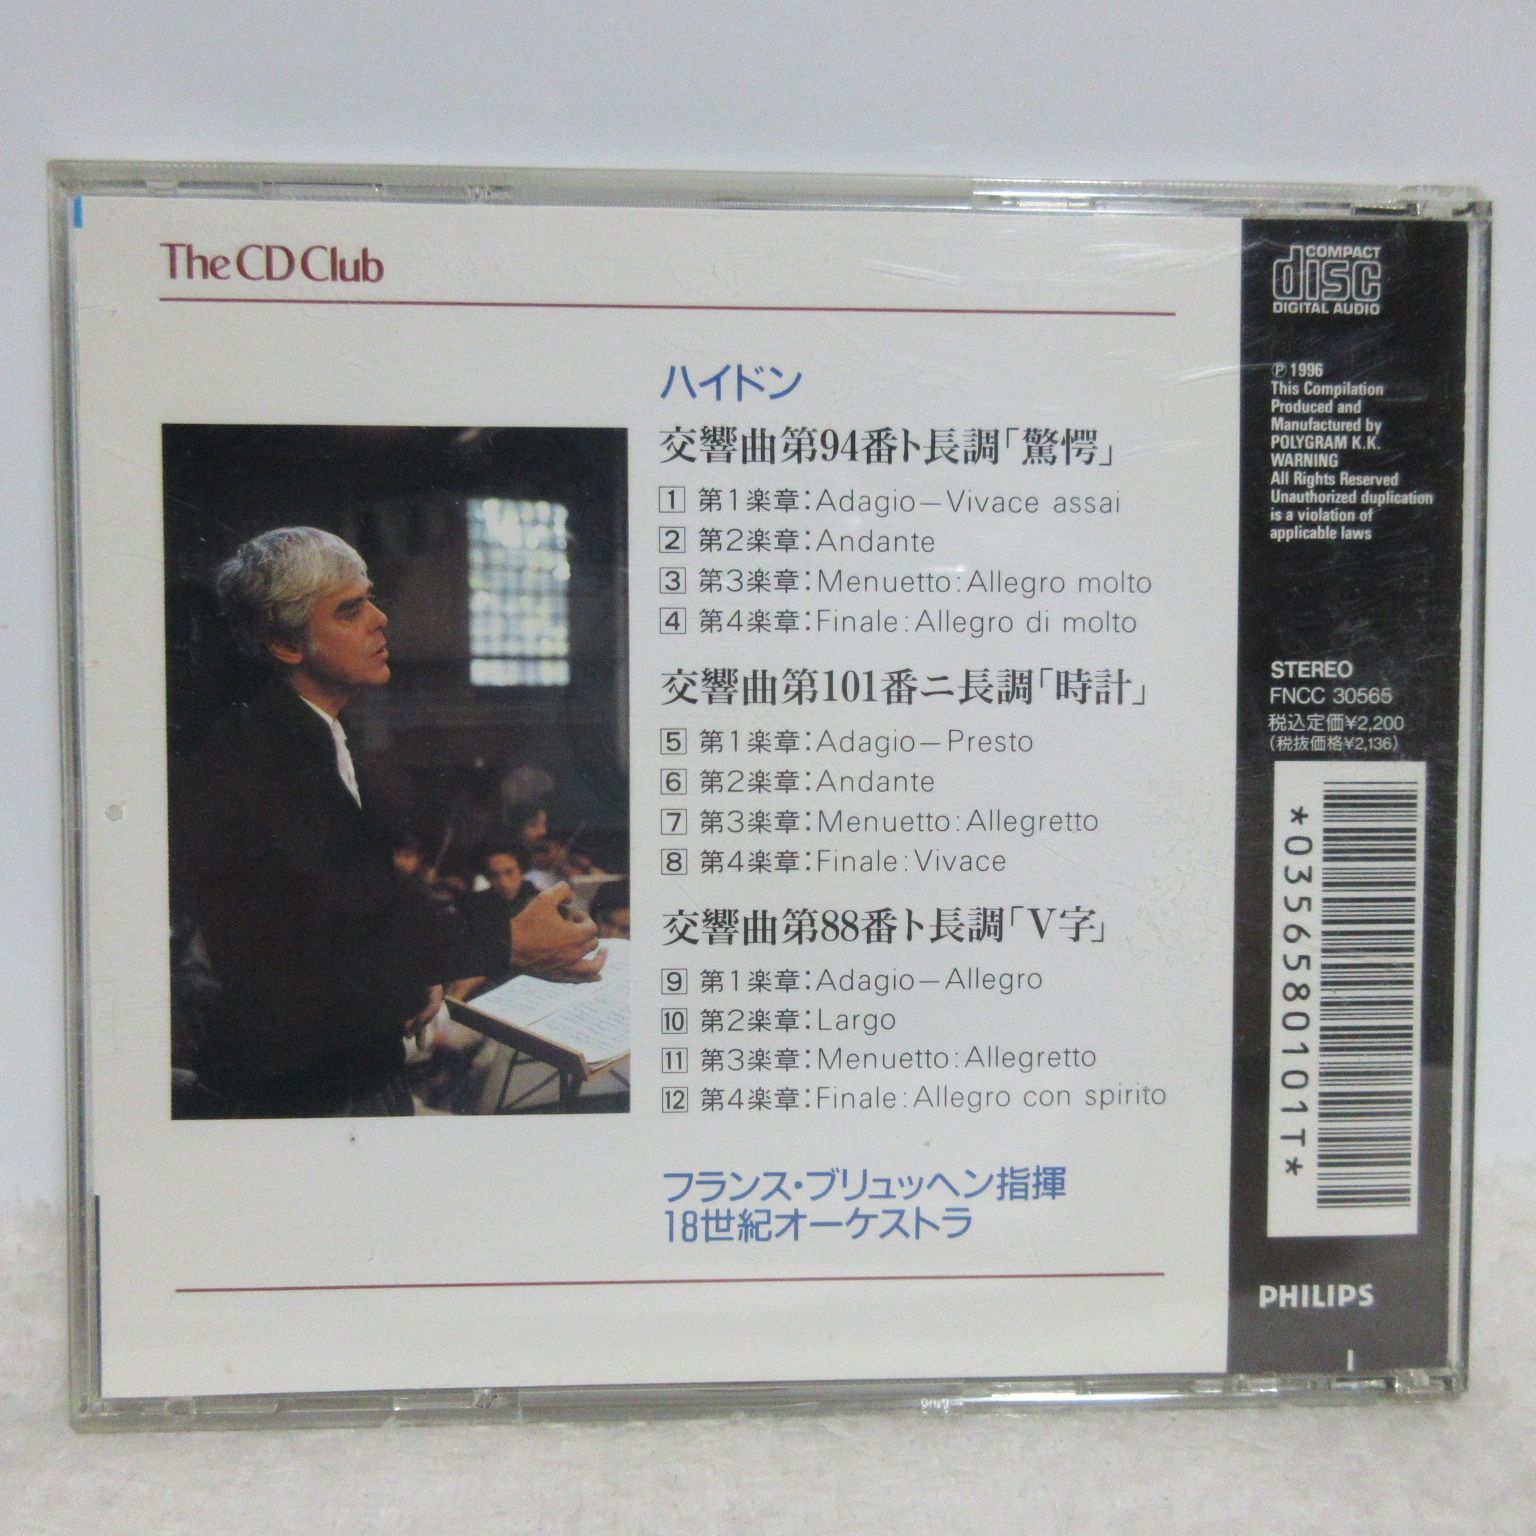 The CD Club
ハイドン
交響曲第94番ト長調「驚愕」
1 第1楽章:Adagio－Vivace assai
2 第2楽章:Andante
3 第3楽章:Menuetto:Allegro molto
4 第4楽章:Finale:Allegro di molto
交響曲第101番ニ長調「時計」
5 第1楽章:Adagio－Presto
6 第2楽章:Andante
7 第3楽章:Menuetto:Allegretto
8 第4楽章:Finale:Vivace
交響曲第88番ト長調「V字」
9 第1楽章:Adagio－Allegro
10 第2楽章:Largo
11 第3楽章:Menuetto:Allegretto
12 第4楽章:Finale:Allegro con spirito
フランス・ブリュッヘン指揮
18世紀オーケストラ
COMPACT
disc
DIGITAL AUDIO
℗ 1996
This Compilation
Produced and
Manufactured by
POLYGRAM K.K.
WARNING
All Rights Reserved
Unauthorized duplication
is a violation of
applicable laws
STEREO
FNCC 30565
税込定価¥2,200
(税抜価格¥2,136)
*0356580101T*
PHILIPS
I